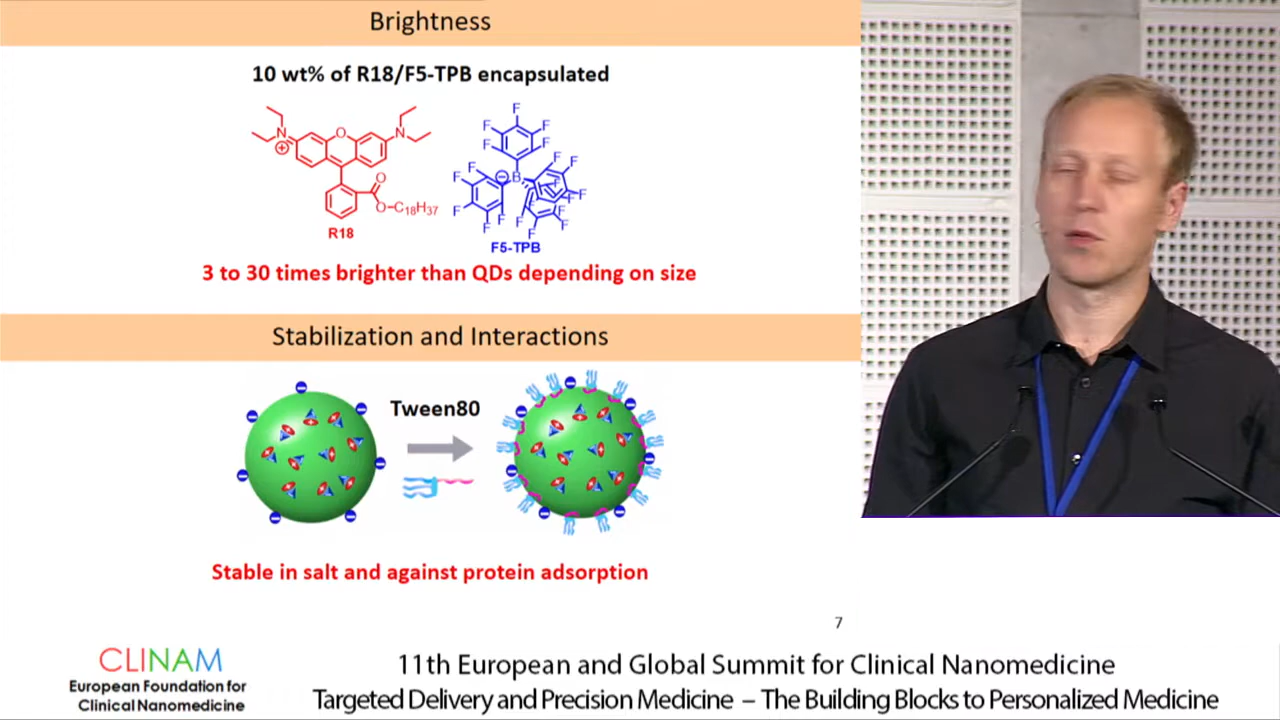 Brightness
10 wt% of R18/F5-TPB encapsulated
N
⊕
O
N
O
O-C18H37
R18
F
F
F
F
F
F
F
F
F
F
B
⊖
F
F
F
F
F
F
F
F
F
F
F5-TPB
3 to 30 times brighter than QDs depending on size
Stabilization and Interactions
Tween80
Stable in salt and against protein adsorption
7
CLINAM
European Foundation for
Clinical Nanomedicine
11th European and Global Summit for Clinical Nanomedicine
Targeted Delivery and Precision Medicine – The Building Blocks to Personalized Medicine